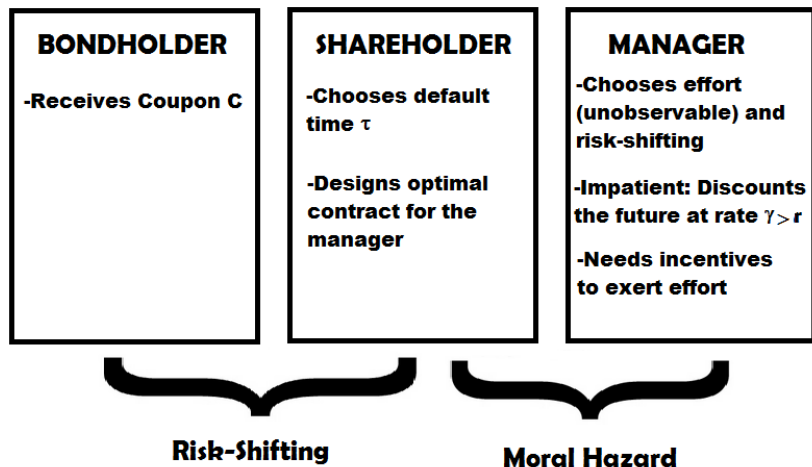 BONDHOLDER
-Receives Coupon C
SHAREHOLDER
-Chooses default
time τ
-Designs optimal
contract for the
manager
MANAGER
-Chooses effort
(unobservable) and
risk-shifting
-Impatient: Discounts
the future at rate γ>r
-Needs incentives
to exert effort
Risk-Shifting
Moral Hazard